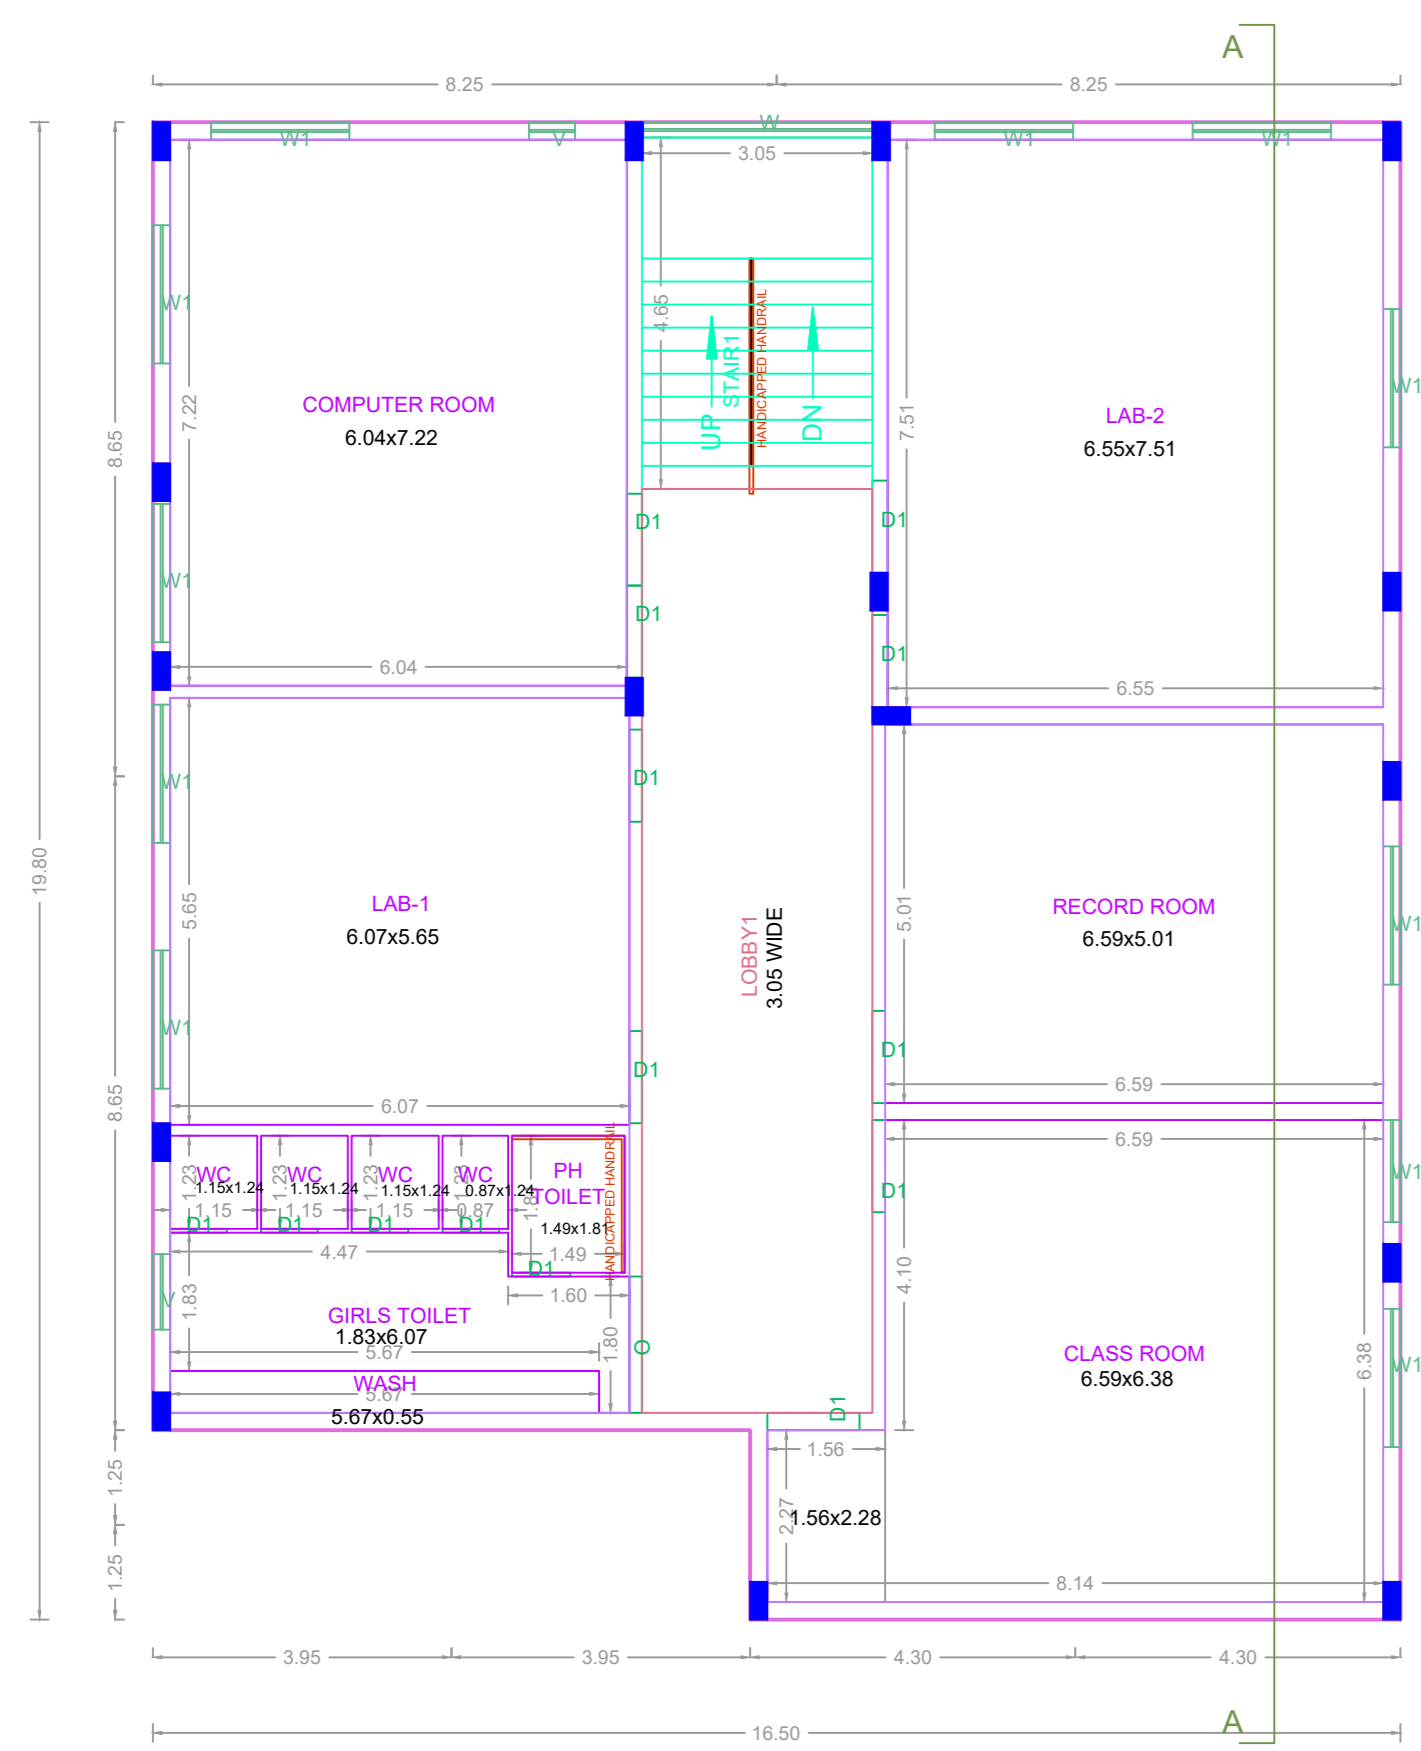 A
8.25
8.25
W1
V
W
W1
W1
3.05
W1
4.65
HANDICAPPED HANDRAIL
STAIR1
UP
DN
W1
7.22
COMPUTER ROOM
6.04x7.22
7.51
LAB-2
6.55x7.51
8.65
D1
D1
W1
D1
D1
6.04
6.55
W1
D1
19.80
LAB-1
6.07x5.65
5.65
LOBBY1
3.05 WIDE
5.01
RECORD ROOM
6.59x5.01
W1
W1
D1
D1
8.65
6.07
6.59
6.59
WC
1.15x1.24
1.23
1.15
D1
WC
1.15x1.24
1.23
1.15
D1
WC
1.15x1.24
1.23
1.15
D1
WC
0.87x1.24
1.23
0.87
D1
PH
TOILET
1.49x1.81
1.49
D1
HANDICAPPED HANDRAIL
W1
D1
4.47
1.60
4.10
V
1.83
GIRLS TOILET
1.83x6.07
5.67
1.80
O
CLASS ROOM
6.59x6.38
6.38
W1
WASH
5.67
5.67x0.55
D1
1.56
1.25
2.27
1.56x2.28
1.25
8.14
3.95
3.95
4.30
4.30
A
16.50